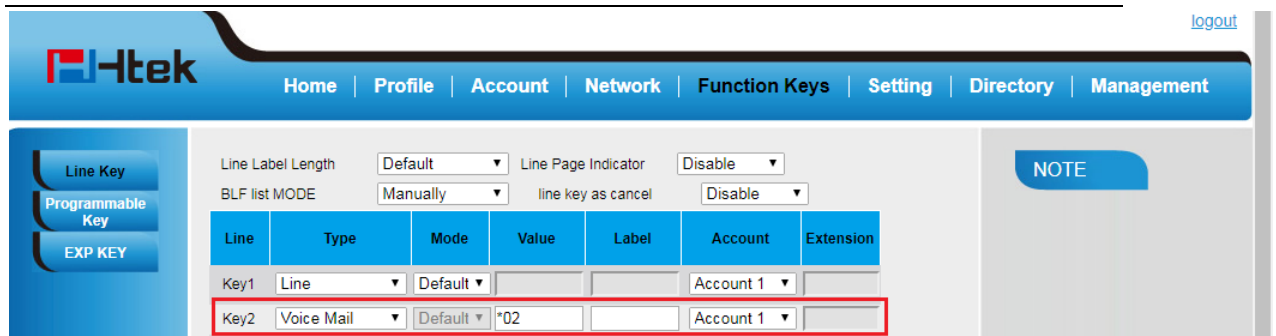 logout
Htek
Home | Profile | Account | Network | Function Keys | Setting | Directory | Management
Line Key
Programmable
Key
EXP KEY
Line Label Length Default Line Page Indicator Disable
BLF list MODE Manually line key as cancel Disable
Line Type Mode Value Label Account Extension
Key1 Line Default Account 1
Key2 Voice Mail Default *02 Account 1
NOTE